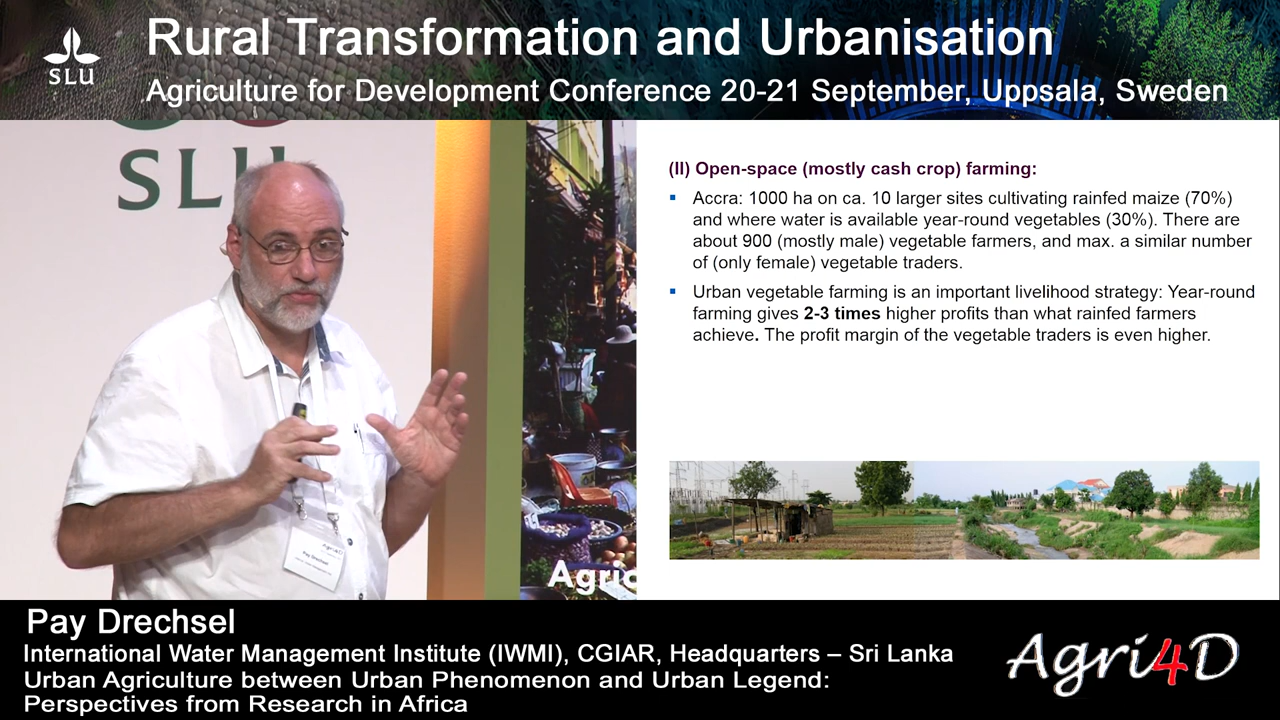 SLU
Rural Transformation and Urbanisation
Agriculture for Development Conference 20-21 September, Uppsala, Sweden
SLU
(II) Open-space (mostly cash crop) farming:
▪ Accra: 1000 ha on ca. 10 larger sites cultivating rainfed maize (70%)
and where water is available year-round vegetables (30%). There are
about 900 (mostly male) vegetable farmers, and max. a similar number
of (only female) vegetable traders.
▪ Urban vegetable farming is an important livelihood strategy: Year-round
farming gives 2-3 times higher profits than what rainfed farmers
achieve. The profit margin of the vegetable traders is even higher.
Agri4D
Pay Drechsel
Agric
Pay Drechsel
International Water Management Institute (IWMI), CGIAR, Headquarters – Sri Lanka
Urban Agriculture between Urban Phenomenon and Urban Legend:
Perspectives from Research in Africa
Agri4D